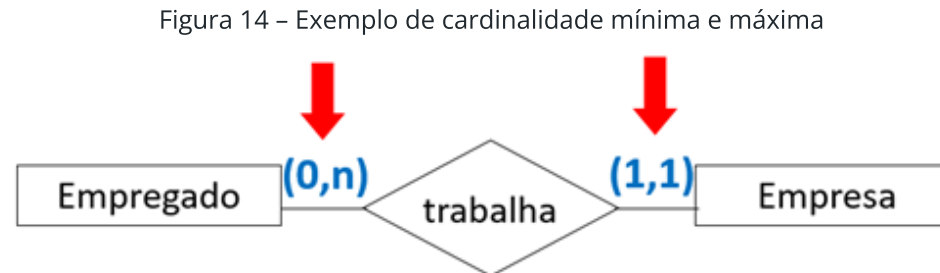 Figura 14 – Exemplo de cardinalidade mínima e máxima
(0,n) (1,1)
Empregado trabalha Empresa